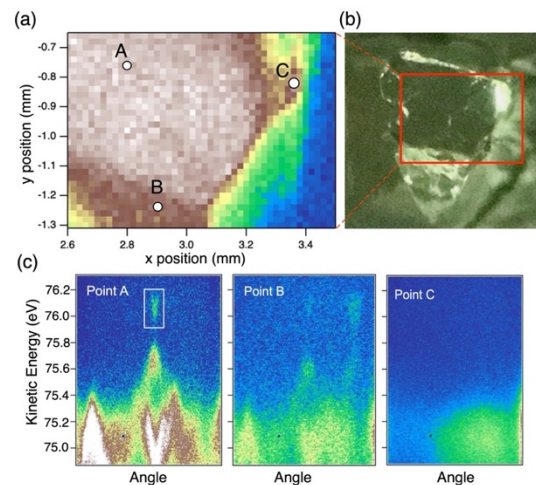 (a)
(b)
A
B
C
y position (mm)
-0.7
-0.8
-0.9
-1.0
-1.1
-1.2
-1.3
2.6
2.8
3.0
3.2
3.4
x position (mm)
(c)
Kinetic Energy (eV)
76.2
76.0
75.8
75.6
75.4
75.2
75.0
Point A
Point B
Point C
Angle
Angle
Angle